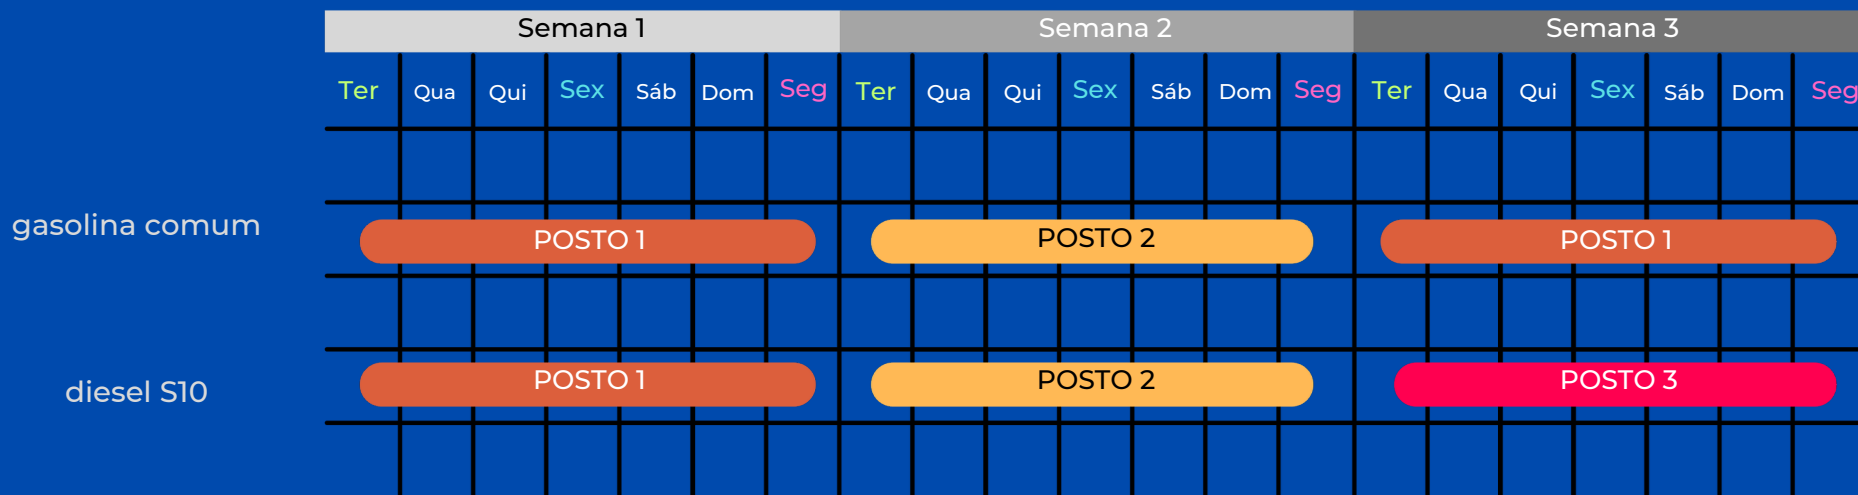 Semana 1 Semana 2 Semana 3
Ter Qua Qui Sex Sáb Dom Seg Ter Qua Qui Sex Sáb Dom Seg Ter Qua Qui Sex Sáb Dom Seg
gasolina comum POSTO 1 POSTO 2 POSTO 1
diesel S10 POSTO 1 POSTO 2 POSTO 3